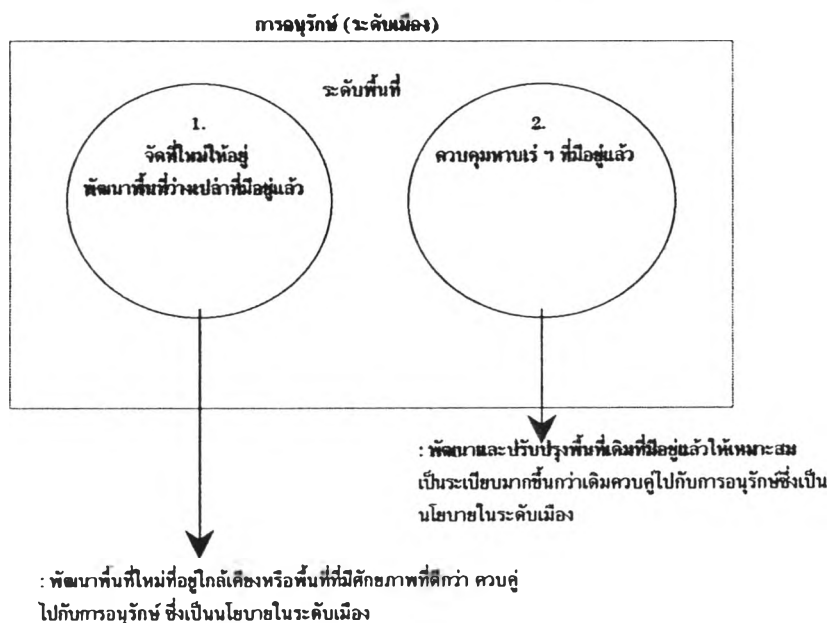 การอนุรักษ์ (ระดับเมือง)
ระดับพื้นที่
1.
จัดที่ใหม่ให้อยู่
พัฒนาพื้นที่ว่างเปล่าที่มีอยู่แล้ว
2.
ควบคุมหาบเร่ ฯ ที่มีอยู่แล้ว
: พัฒนาและปรับปรุงพื้นที่เดิมที่มีอยู่แล้วให้เหมาะสม
เป็นระเบียบมากขึ้นกว่าเดิมควบคู่ไปกับการอนุรักษ์ซึ่งเป็น
นโยบายในระดับเมือง
: พัฒนาพื้นที่ใหม่ที่อยู่ใกล้เคียงหรือพื้นที่ที่มีศักยภาพที่ดีกว่า ควบคู่
ไปกับการอนุรักษ์ ซึ่งเป็นนโยบายในระดับเมือง